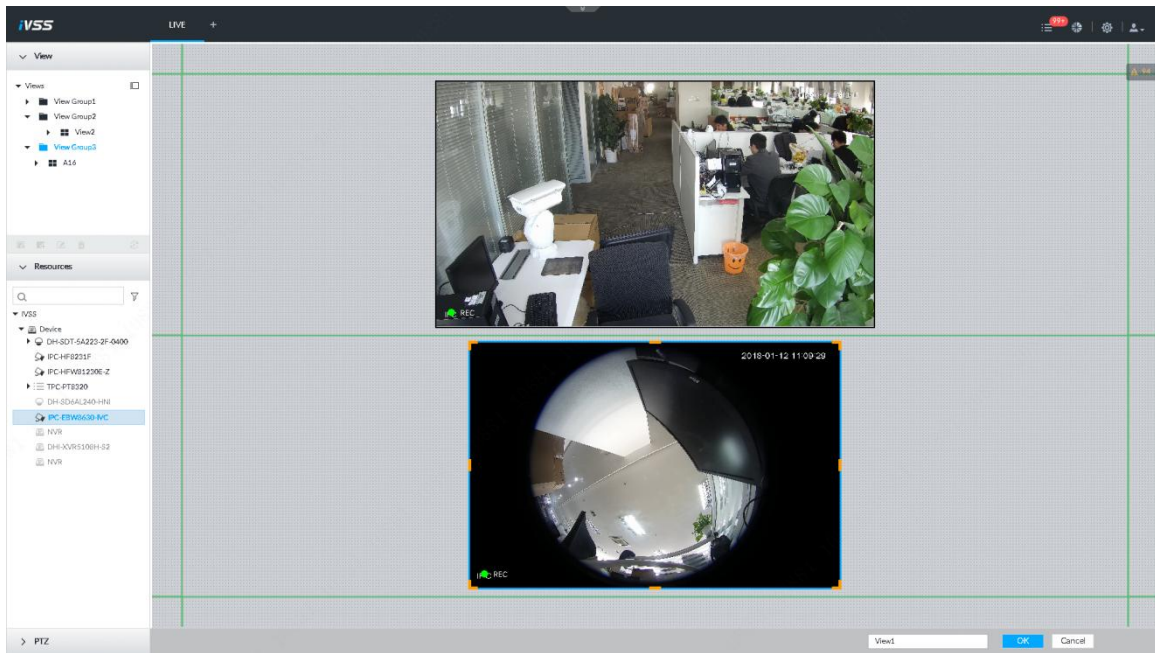 iVSS
LIVE +
99+
View
Views
View Group1
View Group2
View2
View Group3
A16
Resources
IVSS
Device
DH-SDT-5A223-2F-0400
IPC-HF8231F
IPC-HFW81230E-Z
TPC-PT8320
DH-SD6AL240-HNI
IPC-EBW8630-IVC
NVR
DHI-XVR5108H-S2
NVR
REC
2018-01-12 11:09:29
IPC REC
PTZ
View1
OK
Cancel